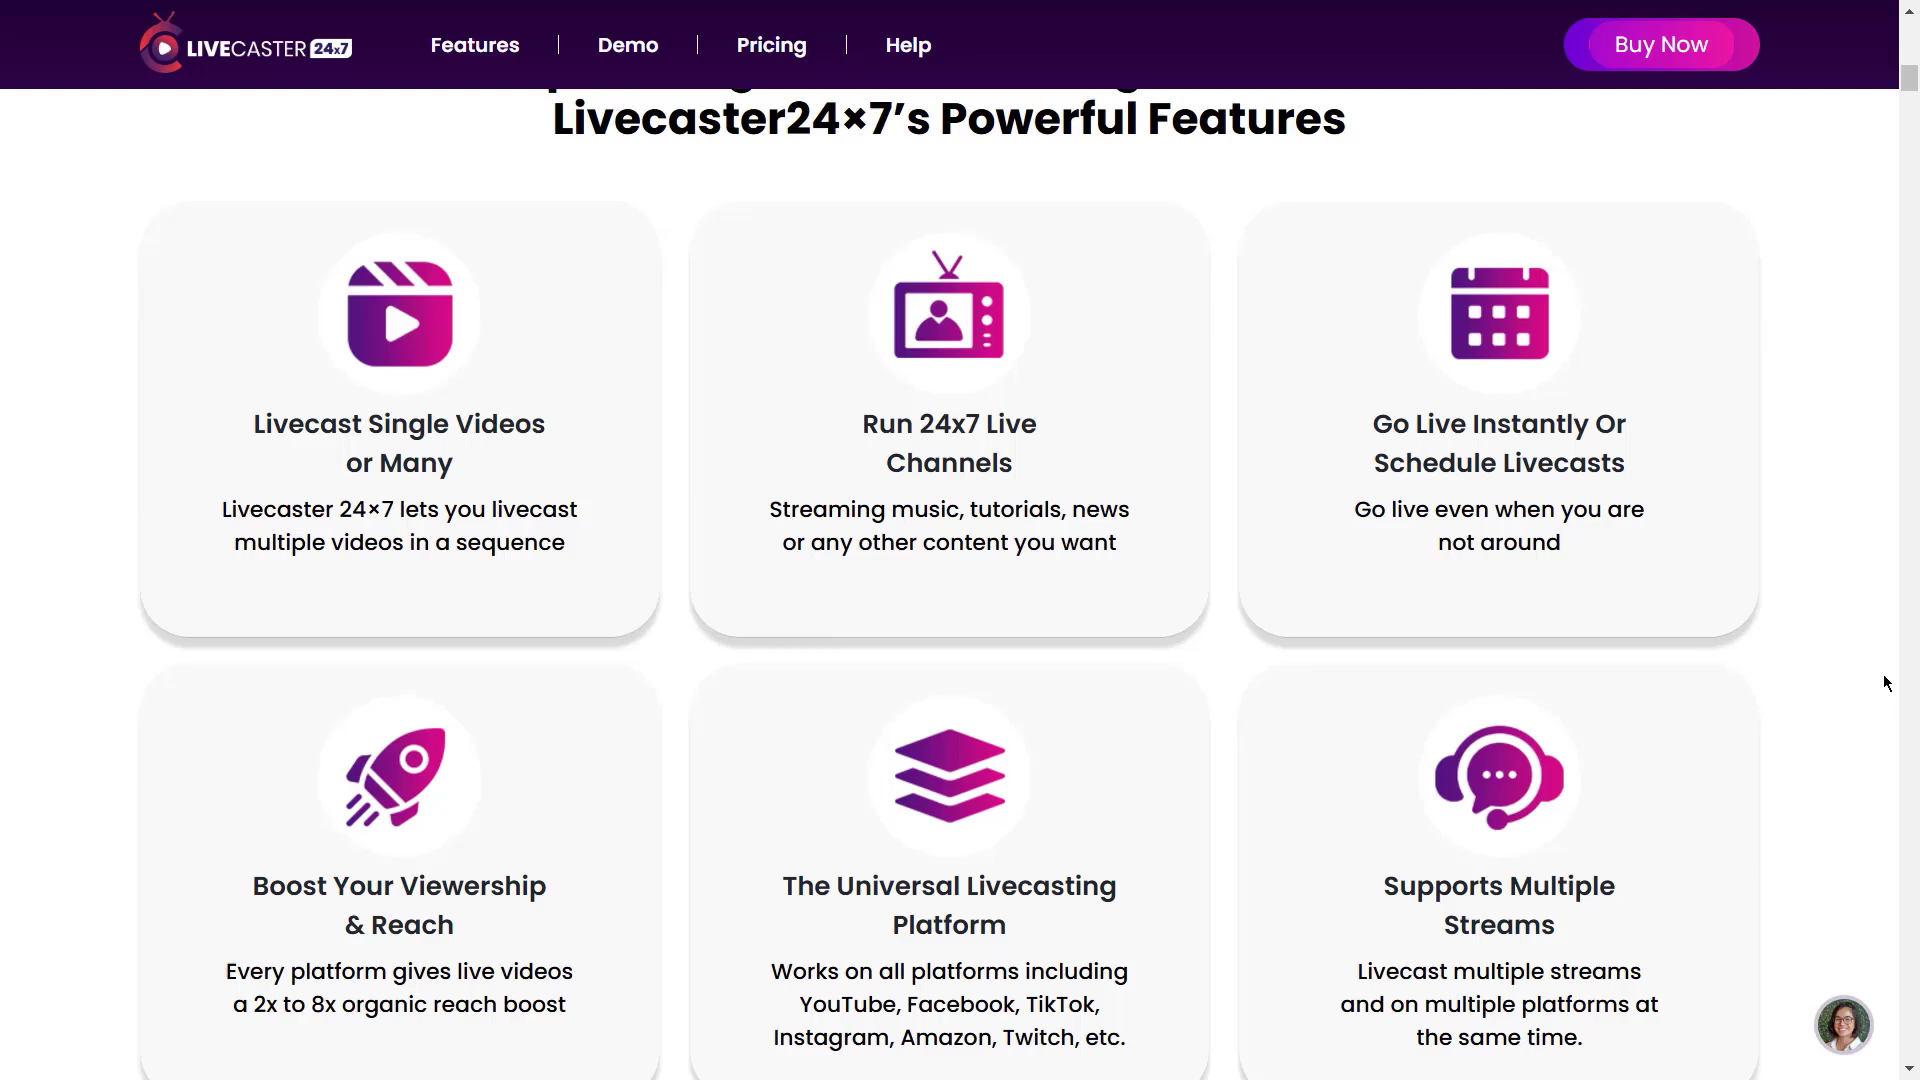 LIVECASTER 24x7
Features
Demo
Pricing
Help
Buy Now
Livecaster24×7’s Powerful Features
Livecast Single Videos
or Many
Livecaster 24×7 lets you livecast
multiple videos in a sequence
Run 24x7 Live
Channels
Streaming music, tutorials, news
or any other content you want
Go Live Instantly Or
Schedule Livecasts
Go live even when you are
not around
Boost Your Viewership
& Reach
Every platform gives live videos
a 2x to 8x organic reach boost
The Universal Livecasting
Platform
Works on all platforms including
YouTube, Facebook, TikTok,
Instagram, Amazon, Twitch, etc.
Supports Multiple
Streams
Livecast multiple streams
and on multiple platforms at
the same time.